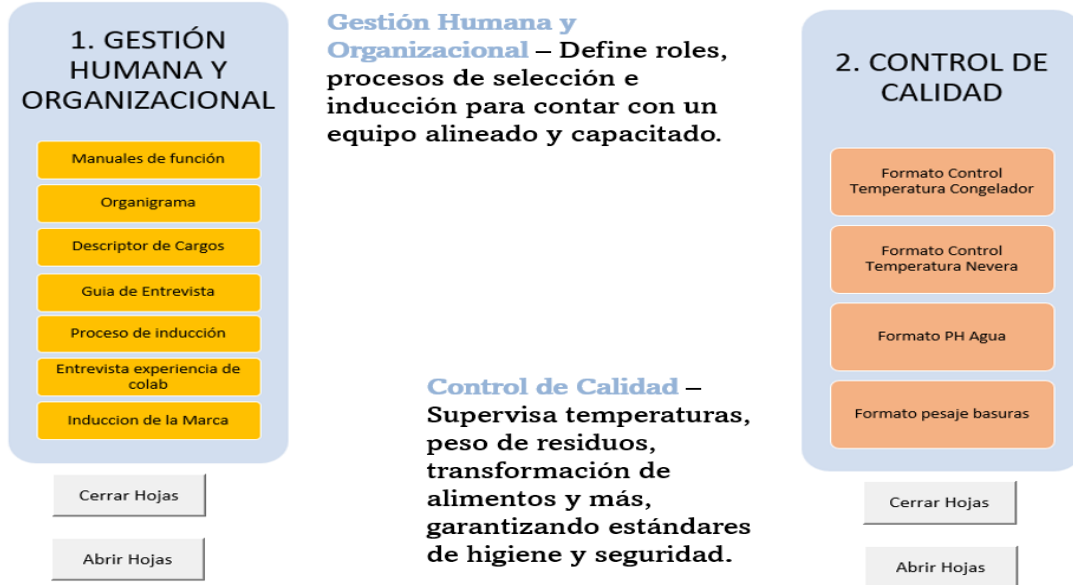 1. GESTIÓN
HUMANA Y
ORGANIZACIONAL
Manuales de función
Organigrama
Descriptor de Cargos
Guia de Entrevista
Proceso de inducción
Entrevista experiencia de
colab
Induccion de la Marca
Cerrar Hojas
Abrir Hojas
Gestión Humana y
Organizacional – Define roles,
procesos de selección e
inducción para contar con un
equipo alineado y capacitado.
Control de Calidad –
Supervisa temperaturas,
peso de residuos,
transformación de
alimentos y más,
garantizando estándares
de higiene y seguridad.
2. CONTROL DE
CALIDAD
Formato Control
Temperatura Congelador
Formato Control
Temperatura Nevera
Formato PH Agua
Formato pesaje basuras
Cerrar Hojas
Abrir Hojas